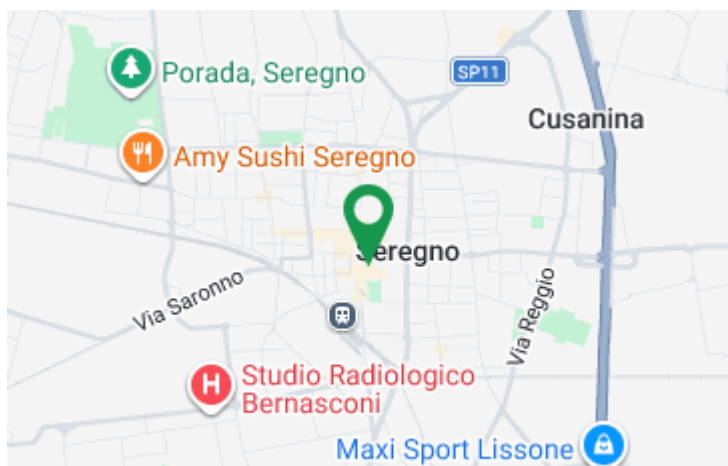 Porada, Seregno
SP11
Cusanina
Amy Sushi Seregno
Seregno
Via Saronno
Via Reggio
H
Studio Radiologico
Bernasconi
Maxi Sport Lissone